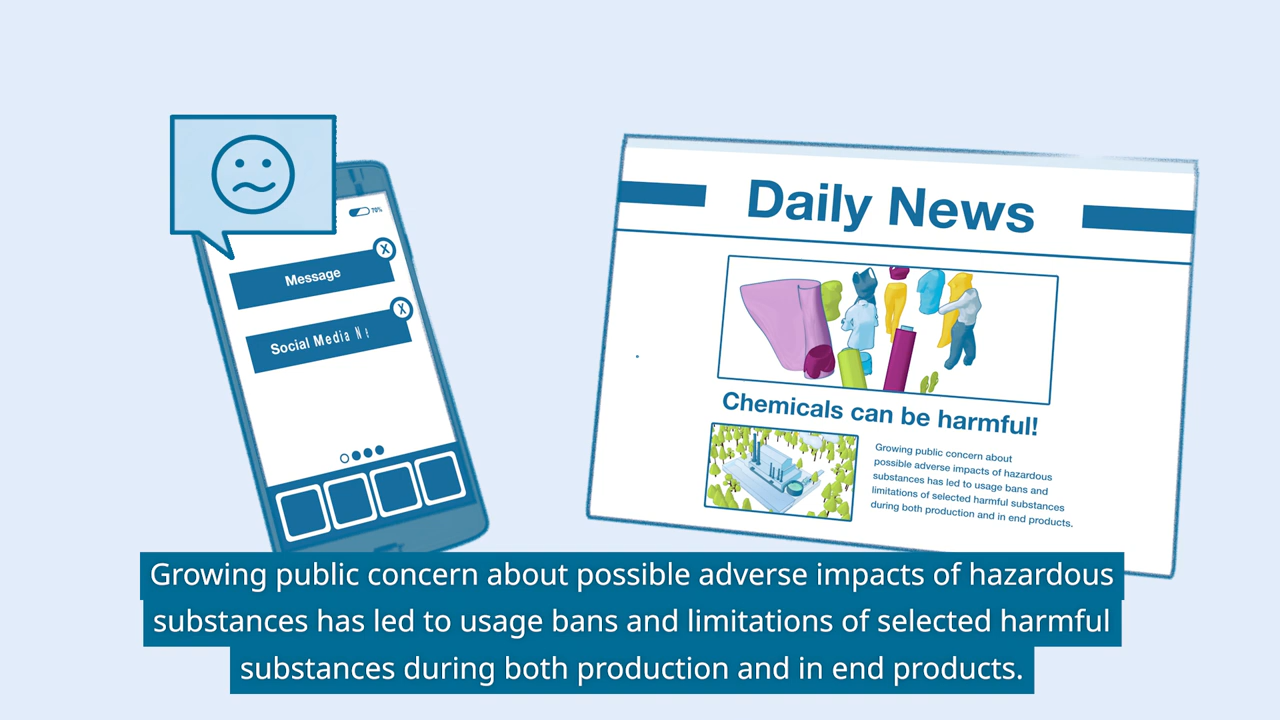 70%
X
Message
X
Social Media N
Daily News
Chemicals can be harmful!
Growing public concern about
possible adverse impacts of hazardous
substances has led to usage bans and
limitations of selected harmful substances
during both production and in end products.
Growing public concern about possible adverse impacts of hazardous
substances has led to usage bans and limitations of selected harmful
substances during both production and in end products.